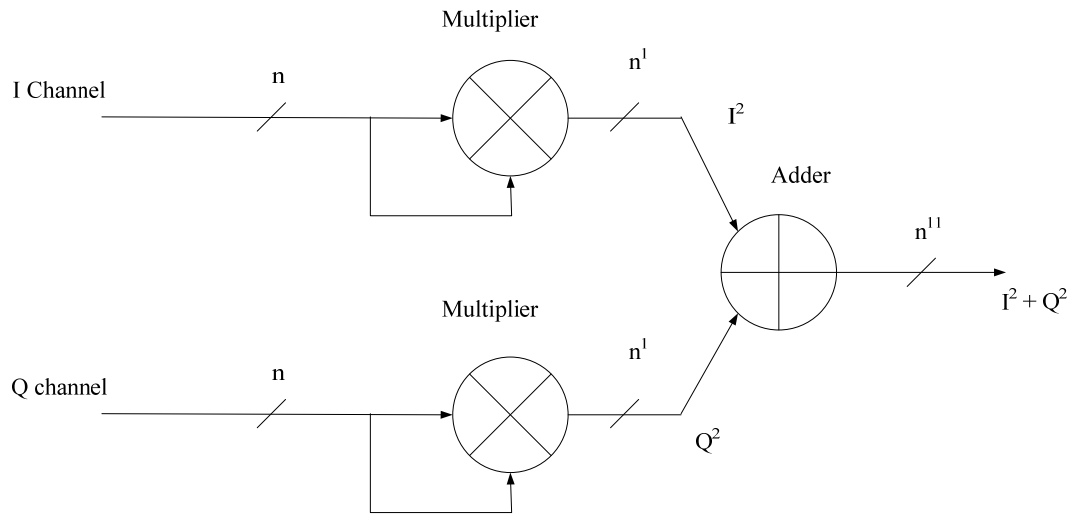 Multiplier
n
n¹
I Channel
I²
Adder
n¹¹
I² + Q²
Multiplier
n
n¹
Q channel
Q²